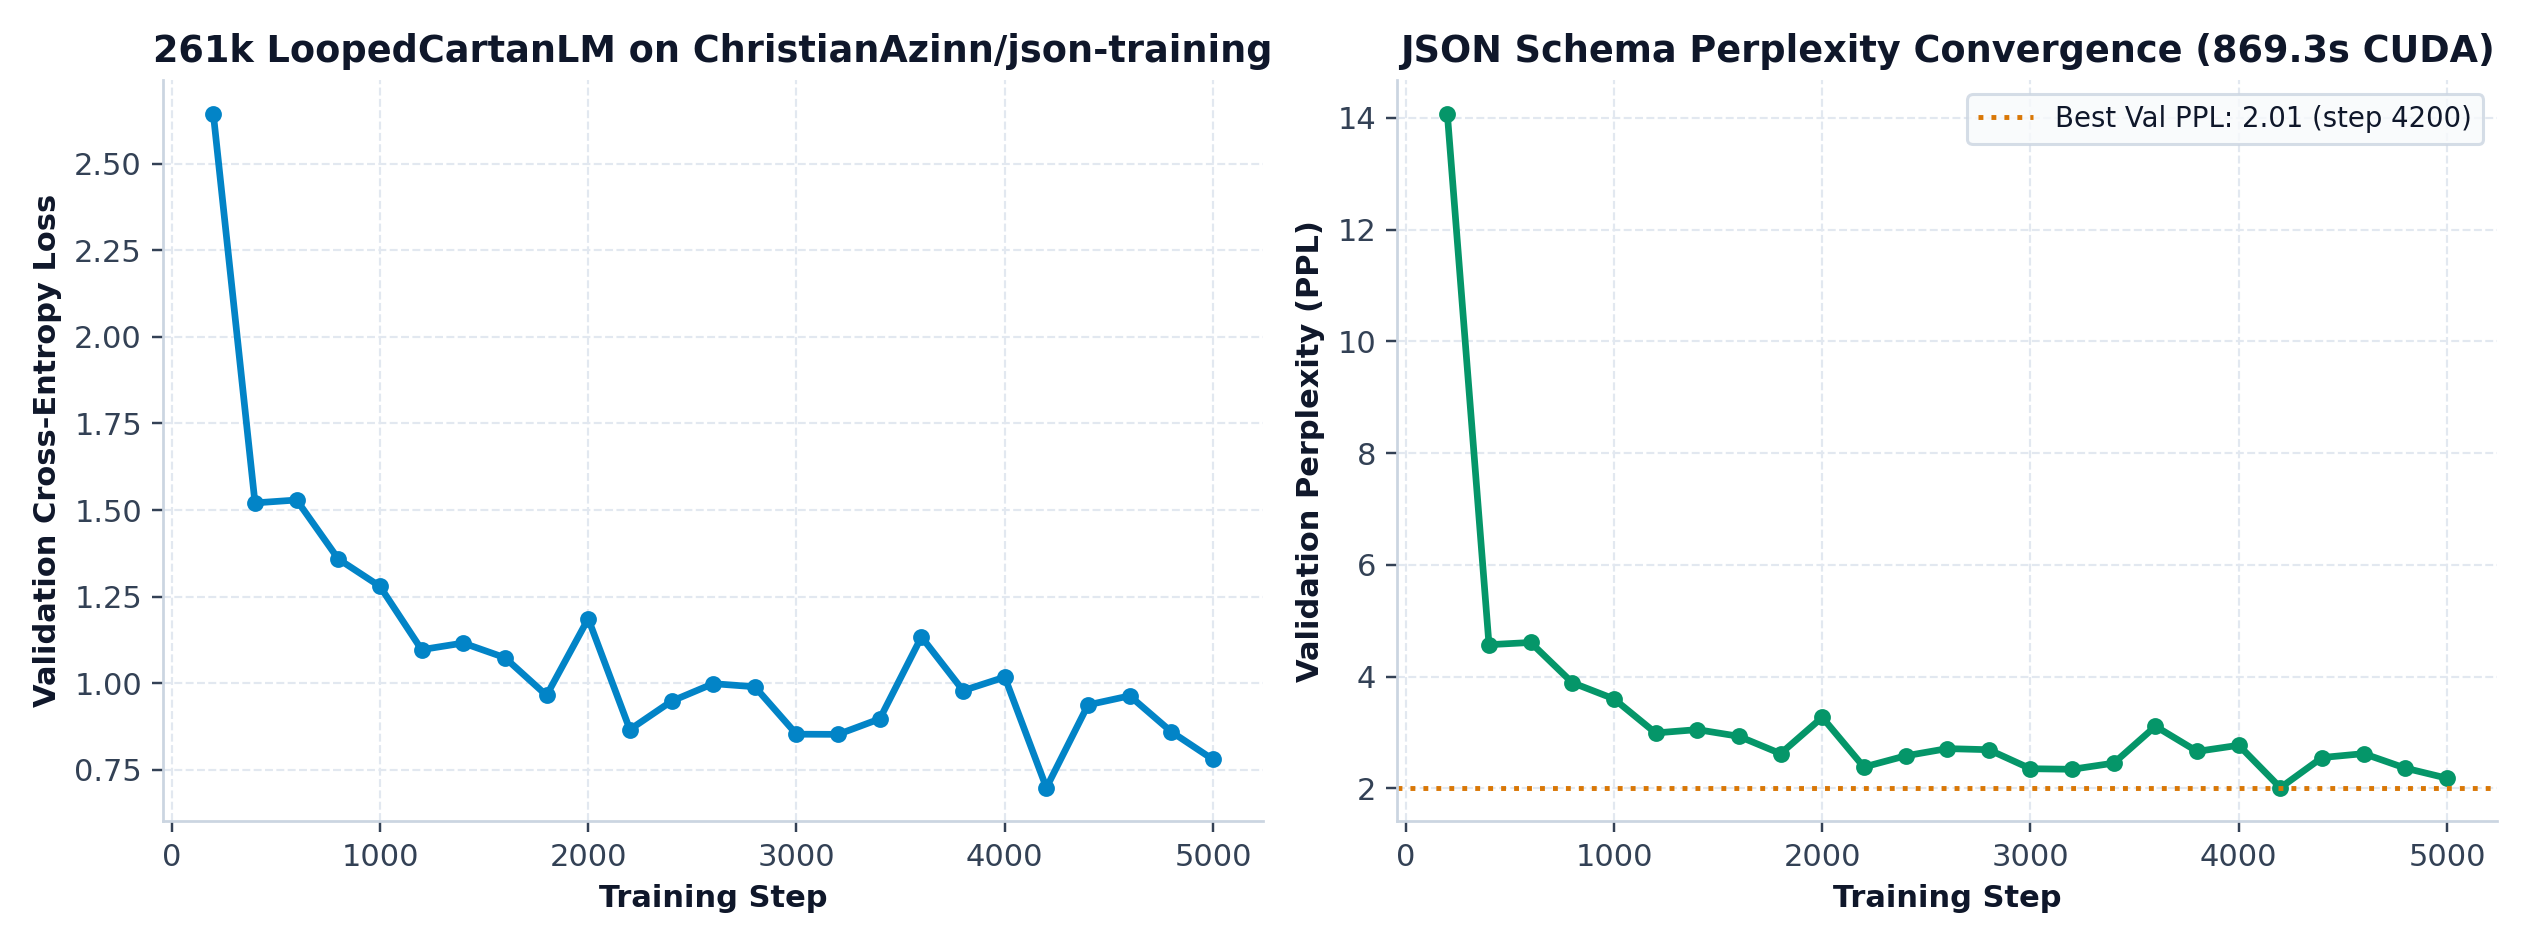 261k LoopedCartanLM on ChristianAzinn/json-training
Validation Cross-Entropy Loss
2.50
2.25
2.00
1.75
1.50
1.25
1.00
0.75
0 1000 2000 3000 4000 5000
Training Step
JSON Schema Perplexity Convergence (869.3s CUDA)
Best Val PPL: 2.01 (step 4200)
Validation Perplexity (PPL)
14
12
10
8
6
4
2
0 1000 2000 3000 4000 5000
Training Step